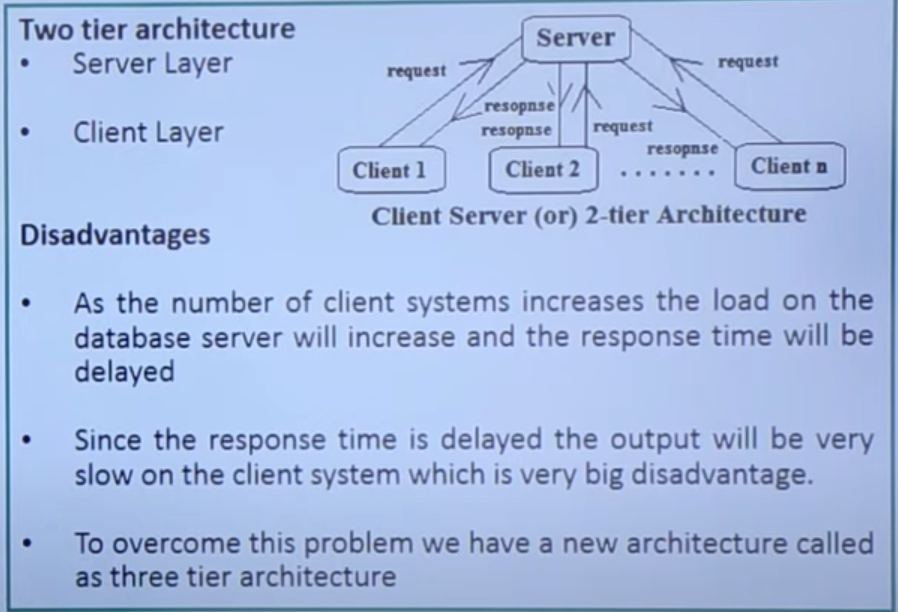 Two tier architecture
• Server Layer
• Client Layer
Server
request
request
resopnse
resopnse
request
resopnse
Client 1
Client 2
.......
Client n
Client Server (or) 2-tier Architecture
Disadvantages
• As the number of client systems increases the load on the
database server will increase and the response time will be
delayed
• Since the response time is delayed the output will be very
slow on the client system which is very big disadvantage.
• To overcome this problem we have a new architecture called
as three tier architecture